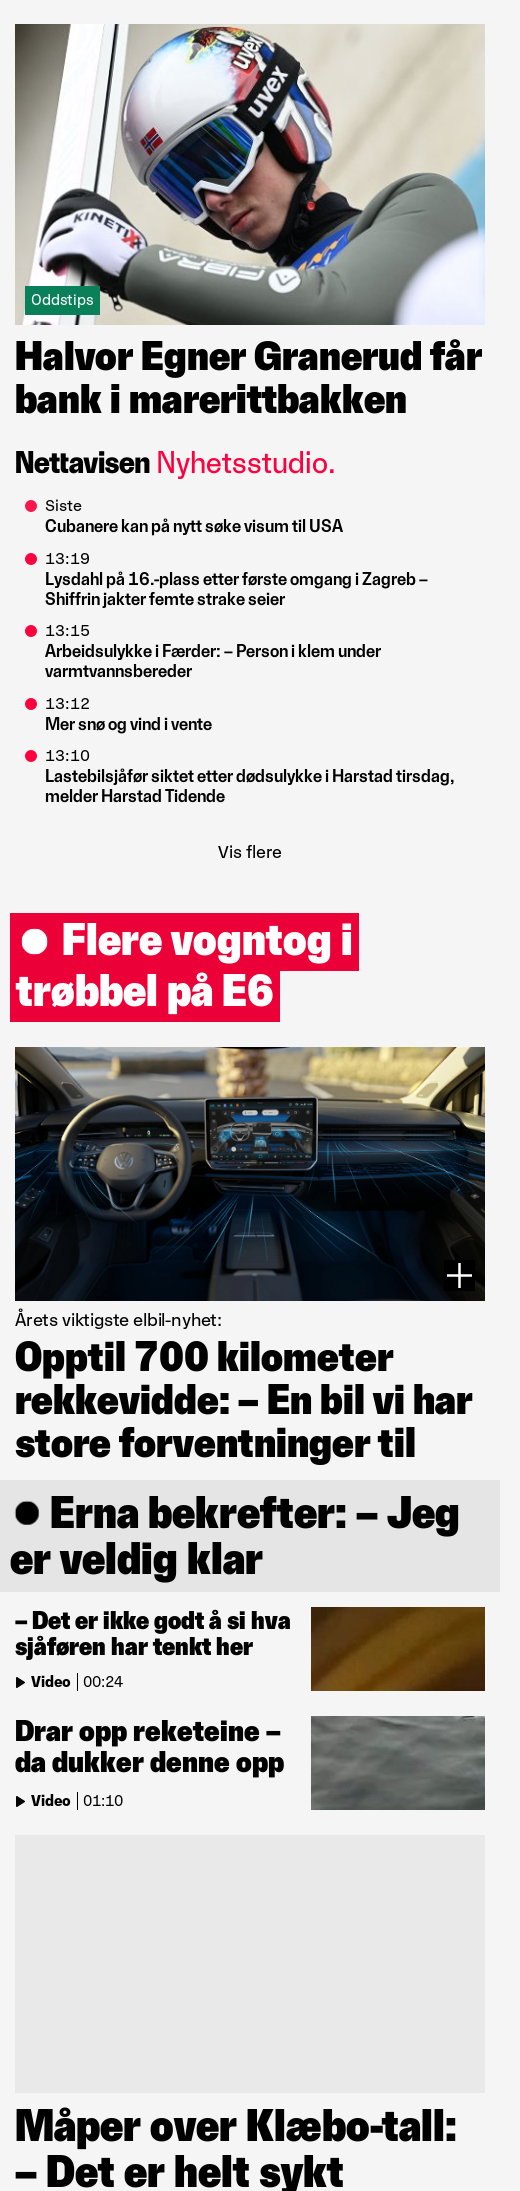 uvex
uvex
KINETIX
FIBRA
Oddstips
Halvor Egner Granerud får
bank i marerittbakken
Nettavisen Nyhetsstudio.
Siste
Cubanere kan på nytt søke visum til USA
13:19
Lysdahl på 16.-plass etter første omgang i Zagreb –
Shiffrin jakter femte strake seier
13:15
Arbeidsulykke i Færder: – Person i klem under
varmtvannsbereder
13:12
Mer snø og vind i vente
13:10
Lastebilsjåfør siktet etter dødsulykke i Harstad tirsdag,
melder Harstad Tidende
Vis flere
Flere vogntog i
trøbbel på E6
Årets viktigste elbil-nyhet:
Opptil 700 kilometer
rekkevidde: – En bil vi har
store forventninger til
Erna bekrefter: – Jeg
er veldig klar
– Det er ikke godt å si hva
sjåføren har tenkt her
Video 00:24
Drar opp reketeine –
da dukker denne opp
Video 01:10
Måper over Klæbo-tall:
– Det er helt sykt